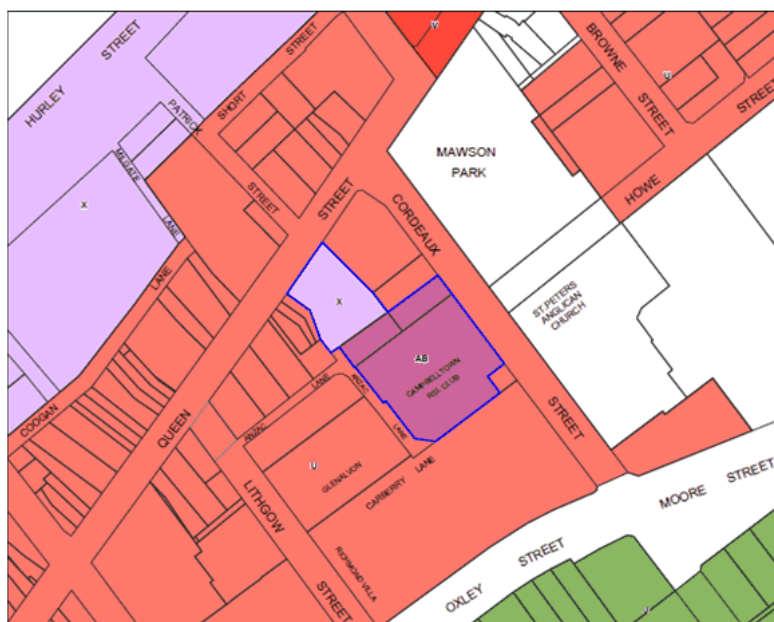 HURLEY STREET
SHORT STREET
V
BROWNE STREET
U
HOWE STREET
PATRICK STREET
MILGATE LANE
X
MAWSON
PARK
STREET
CORDEAUX STREET
LANE
X
ST.PETERS
ANGLICAN
CHURCH
AB
CAMPBELLTOWN
RSL CLUB
ANZAC LANE
ANZAC LANE
COOGAN
QUEEN
U
GLENALVON
CARBERRY LANE
LITHGOW STREET
RICHMOND VILLA
MOORE STREET
OXLEY STREET